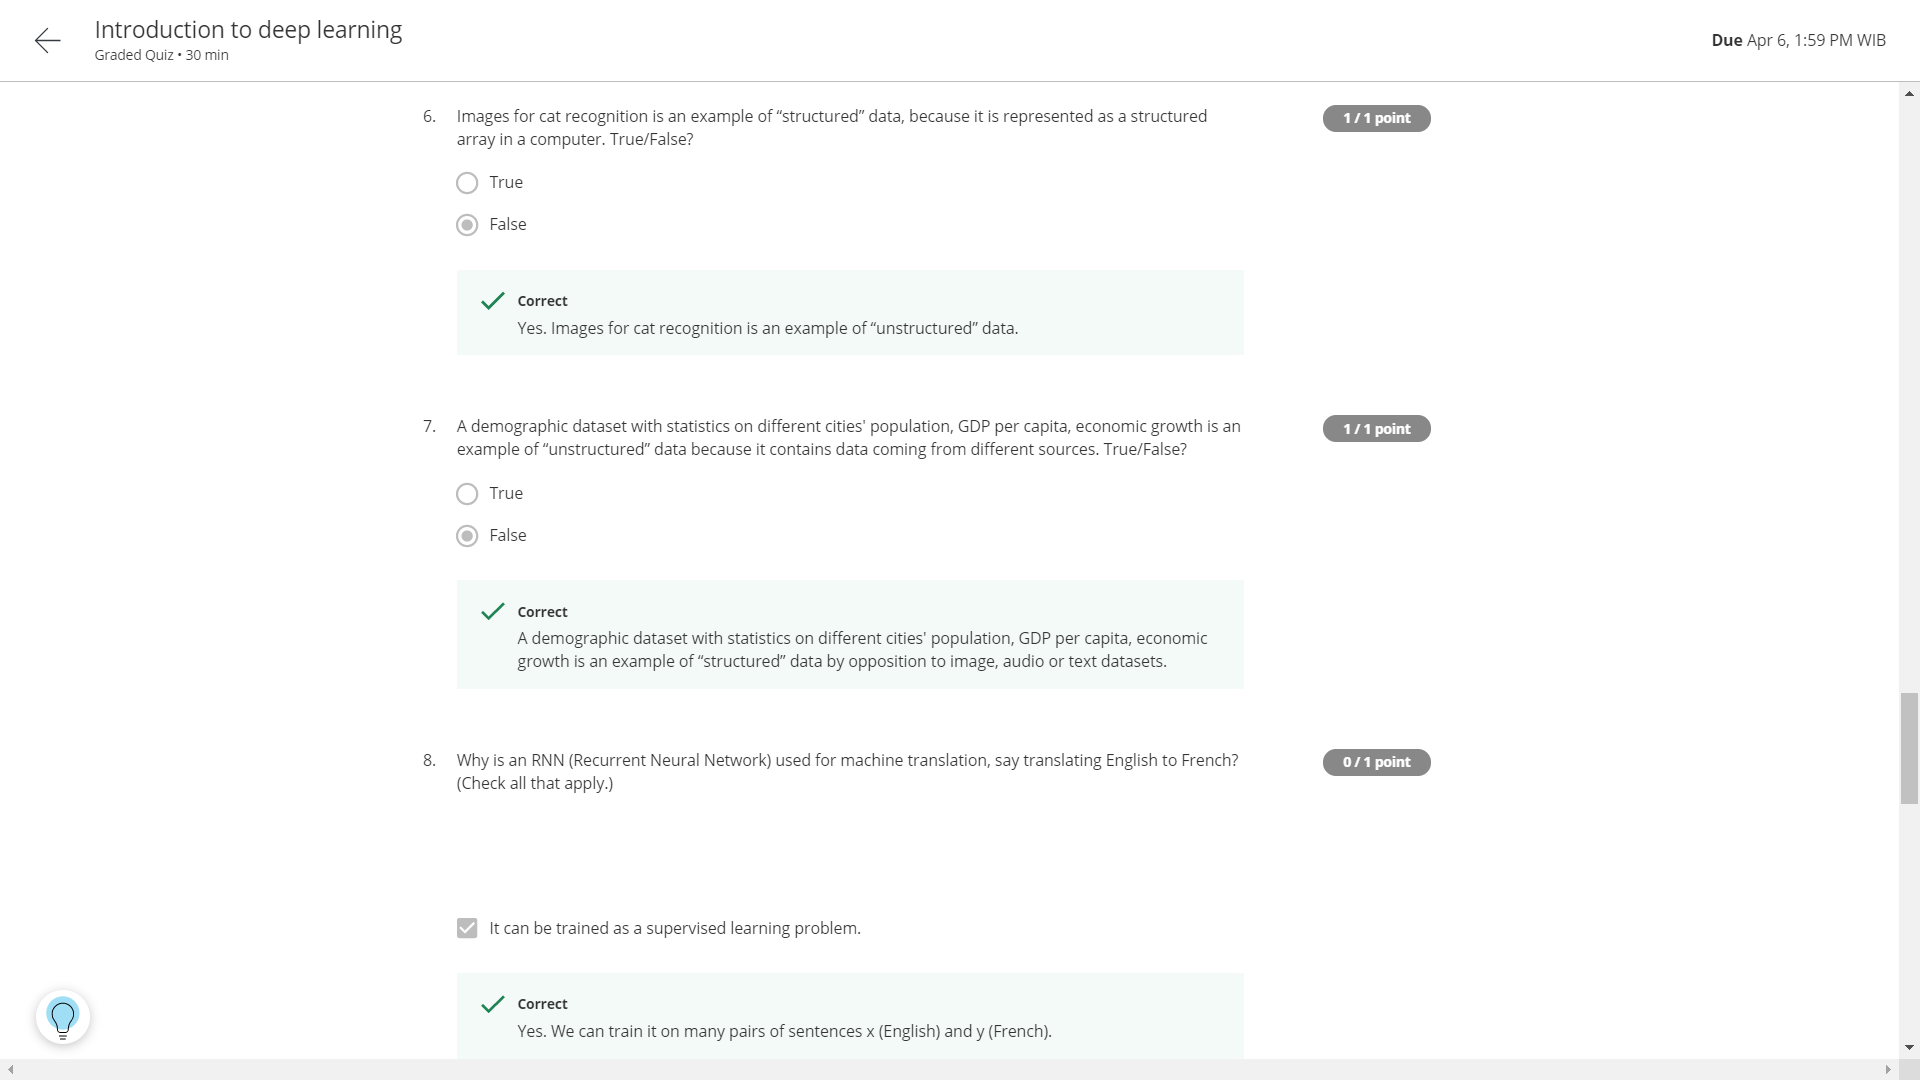 Introduction to deep learning
Graded Quiz • 30 min
Due Apr 6, 1:59 PM WIB
6. Images for cat recognition is an example of “structured” data, because it is represented as a structured
array in a computer. True/False?
1 / 1 point
True
False
Correct
Yes. Images for cat recognition is an example of “unstructured” data.
7. A demographic dataset with statistics on different cities' population, GDP per capita, economic growth is an
example of “unstructured” data because it contains data coming from different sources. True/False?
1 / 1 point
True
False
Correct
A demographic dataset with statistics on different cities' population, GDP per capita, economic
growth is an example of “structured” data by opposition to image, audio or text datasets.
8. Why is an RNN (Recurrent Neural Network) used for machine translation, say translating English to French?
(Check all that apply.)
0 / 1 point
It can be trained as a supervised learning problem.
Correct
Yes. We can train it on many pairs of sentences x (English) and y (French).